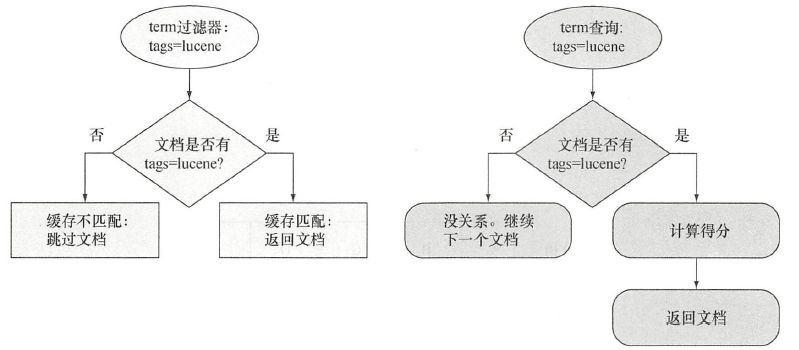 term过滤器：
tags=lucene
否
文档是否有
tags=lucene?
是
缓存不匹配：
跳过文档
缓存匹配：
返回文档
term查询:
tags=lucene
否
文档是否有
tags=lucene?
是
没关系。继续
下一个文档
计算得分
返回文档